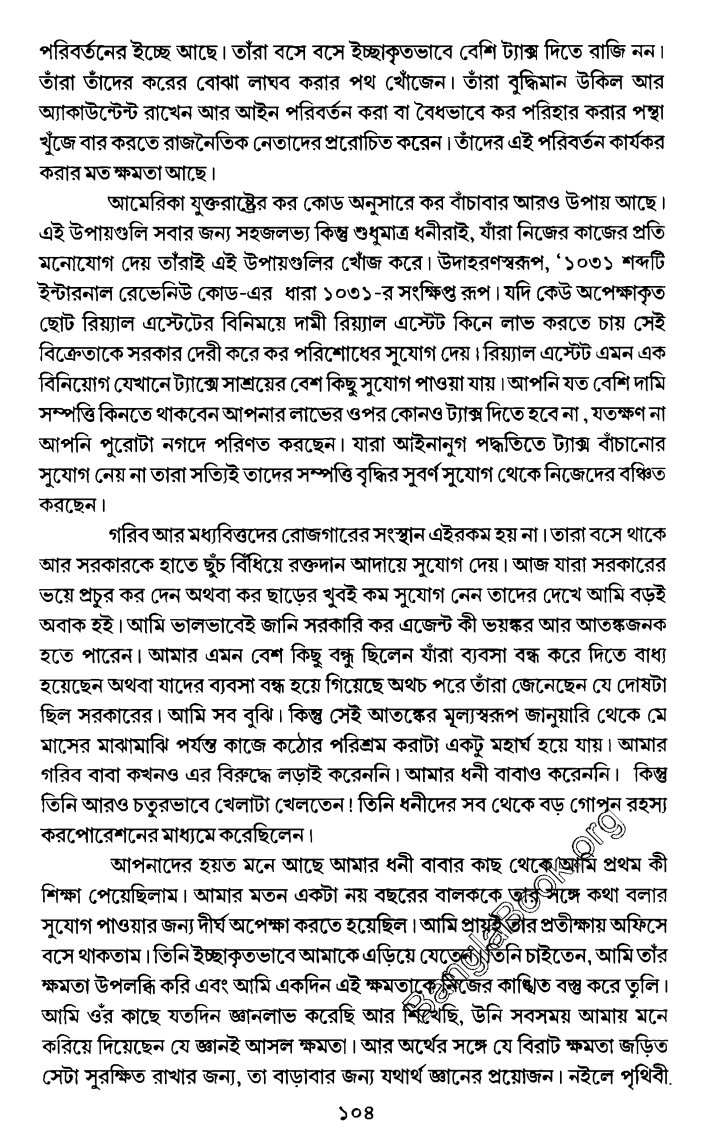 পরিবর্তনের ইচ্ছে আছে। তাঁরা বসে বসে ইচ্ছাকৃতভাবে বেশি ট্যাক্স দিতে রাজি নন।
তাঁরা তাঁদের করের বোঝা লাঘব করার পথ খোঁজেন। তাঁরা বুদ্ধিমান উকিল আর
অ্যাকাউন্টেন্ট রাখেন আর আইন পরিবর্তন করা বা বৈধভাবে কর পরিহার করার পন্থা
খুঁজে বার করতে রাজনৈতিক নেতাদের প্ররোচিত করেন। তাঁদের এই পরিবর্তন কার্যকর
করার মত ক্ষমতা আছে।
আমেরিকা যুক্তরাষ্ট্রের কর কোড অনুসারে কর বাঁচাবার আরও উপায় আছে।
এই উপায়গুলি সবার জন্য সহজলভ্য কিন্তু শুধুমাত্র ধনীরাই, যাঁরা নিজের কাজের প্রতি
মনোযোগ দেয় তাঁরাই এই উপায়গুলির খোঁজ করে। উদাহরণস্বরূপ, ‘১০৩১ শব্দটি
ইন্টারনাল রেভেনিউ কোড-এর ধারা ১০৩১-র সংক্ষিপ্ত রূপ। যদি কেউ অপেক্ষাকৃত
ছোট রিয়্যাল এস্টেটের বিনিময়ে দামী রিয়্যাল এস্টেট কিনে লাভ করতে চায় সেই
বিক্রেতাকে সরকার দেরী করে কর পরিশোধের সুযোগ দেয়। রিয়্যাল এস্টেট এমন এক
বিনিয়োগ যেখানে ট্যাক্সে সাশ্রয়ের বেশ কিছু সুযোগ পাওয়া যায়। আপনি যত বেশি দামি
সম্পত্তি কিনতে থাকবেন আপনার লাভের ওপর কোনও ট্যাক্স দিতে হবে না , যতক্ষণ না
আপনি পুরোটা নগদে পরিণত করছেন। যারা আইনানুগ পদ্ধতিতে ট্যাক্স বাঁচানোর
সুযোগ নেয় না তারা সত্যিই তাদের সম্পত্তি বৃদ্ধির সুবর্ণ সুযোগ থেকে নিজেদের বঞ্চিত
করছেন।
গরিব আর মধ্যবিত্তদের রোজগারের সংস্থান এইরকম হয় না। তারা বসে থাকে
আর সরকারকে হাতে ছুঁচ বিঁধিয়ে রক্তদান আদায়ে সুযোগ দেয়। আজ যারা সরকারের
ভয়ে প্রচুর কর দেন অথবা কর ছাড়ের খুবই কম সুযোগ নেন তাদের দেখে আমি বড়ই
অবাক হই। আমি ভালভাবেই জানি সরকারি কর এজেন্ট কী ভয়ঙ্কর আর আতঙ্কজনক
হতে পারেন। আমার এমন বেশ কিছু বন্ধু ছিলেন যাঁরা ব্যবসা বন্ধ করে দিতে বাধ্য
হয়েছেন অথবা যাদের ব্যবসা বন্ধ হয়ে গিয়েছে অথচ পরে তাঁরা জেনেছেন যে দোষটা
ছিল সরকারের। আমি সব বুঝি। কিন্তু সেই আতঙ্কের মূল্যস্বরূপ জানুয়ারি থেকে মে
মাসের মাঝামাঝি পর্যন্ত কাজে কঠোর পরিশ্রম করাটা একটু মহার্ঘ হয়ে যায়। আমার
গরিব বাবা কখনও এর বিরুদ্ধে লড়াই করেননি। আমার ধনী বাবাও করেননি। কিন্তু
তিনি আরও চতুরভাবে খেলাটা খেলতেন! তিনি ধনীদের সব থেকে বড় গোপন রহস্য
করপোরেশনের মাধ্যমে করেছিলেন।
আপনাদের হয়ত মনে আছে আমার ধনী বাবার কাছ থেকে আমি প্রথম কী
শিক্ষা পেয়েছিলাম। আমার মতন একটা নয় বছরের বালককে তার সঙ্গে কথা বলার
সুযোগ পাওয়ার জন্য দীর্ঘ অপেক্ষা করতে হয়েছিল। আমি প্রায়ই তাঁর প্রতীক্ষায় অফিসে
বসে থাকতাম। তিনি ইচ্ছাকৃতভাবে আমাকে এড়িয়ে যেতেন। তিনি চাইতেন, আমি তাঁর
ক্ষমতা উপলব্ধি করি এবং আমি একদিন এই ক্ষমতাকে নিজের কাঙ্খিত বস্তু করে তুলি।
আমি ওঁর কাছে যতদিন জ্ঞানলাভ করেছি আর শিখেছি, উনি সবসময় আমায় মনে
করিয়ে দিয়েছেন যে জ্ঞানই আসল ক্ষমতা। আর অর্থের সঙ্গে যে বিরাট ক্ষমতা জড়িত
সেটা সুরক্ষিত রাখার জন্য, তা বাড়াবার জন্য যথার্থ জ্ঞানের প্রয়োজন। নইলে পৃথিবী
BanglaBook.org
১০৪